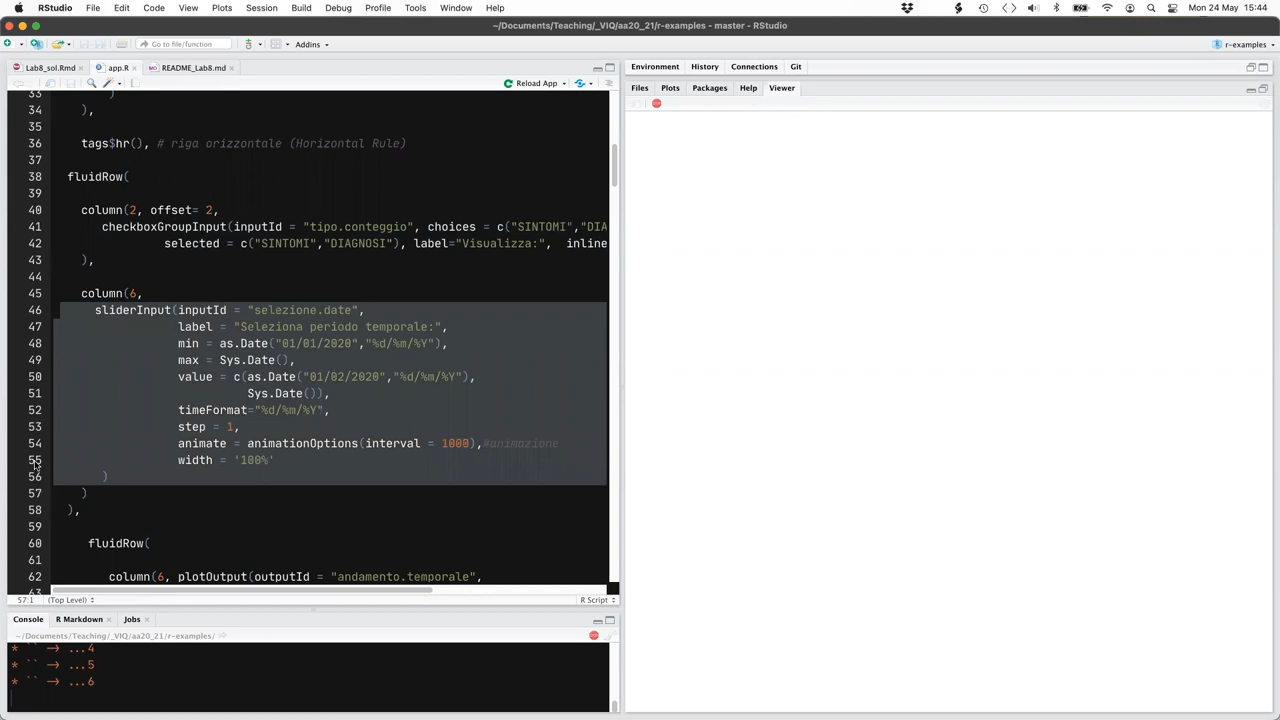 RStudio File Edit Code View Plots Session Build Debug Profile Tools Window Help Mon 24 May 15:44
~/Documents/Teaching/_VIQ/aa20_21/r-examples - master - RStudio
Go to file/function Addins r-examples
Lab8_sol.Rmd app.R README_Lab8.md
Reload App
33 )
34 ),
35
36 tags$hr(), # riga orizzontale (Horizontal Rule)
37
38 fluidRow(
39
40 column(2, offset= 2,
41 checkboxGroupInput(inputId = "tipo.conteggio", choices = c("SINTOMI","DIA
42 selected = c("SINTOMI","DIAGNOSI"), label="Visualizza:", inline
43 ),
44
45 column(6,
46 sliderInput(inputId = "selezione.date",
47 label = "Seleziona periodo temporale:",
48 min = as.Date("01/01/2020","%d/%m/%Y"),
49 max = Sys.Date(),
50 value = c(as.Date("01/02/2020","%d/%m/%Y"),
51 Sys.Date()),
52 timeFormat="%d/%m/%Y",
53 step = 1,
54 animate = animationOptions(interval = 1000),#animazione
55 width = '100%'
56 )
57 )
58 ),
59
60 fluidRow(
61
62 column(6, plotOutput(outputId = "andamento.temporale",
63
57:1 (Top Level) R Script
Console R Markdown Jobs
~/Documents/Teaching/_VIQ/aa20_21/r-examples/
* `` -> ...4
* `` -> ...5
* `` -> ...6
Environment History Connections Git
Files Plots Packages Help Viewer